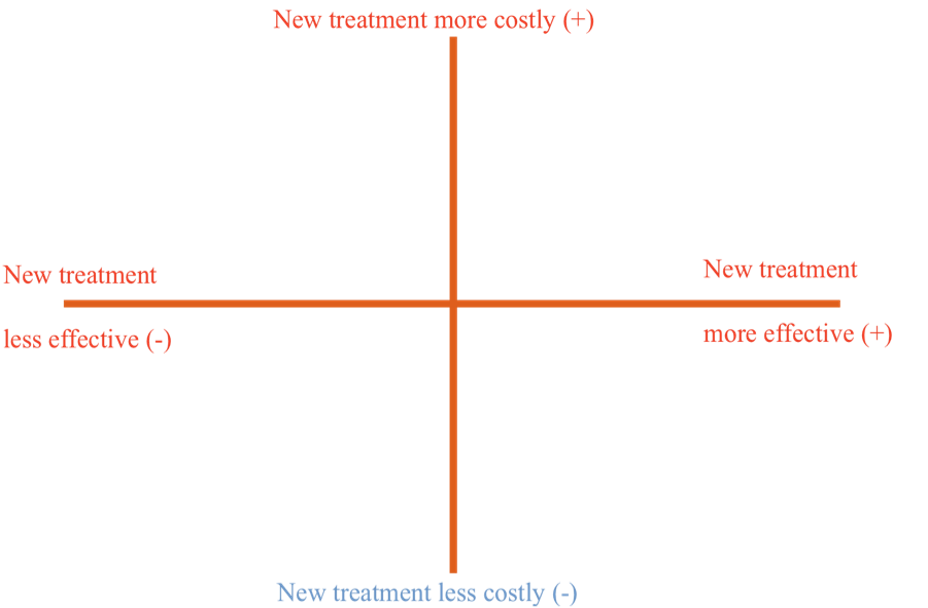 New treatment more costly (+)
New treatment
less effective (-)
New treatment
more effective (+)
New treatment less costly (-)